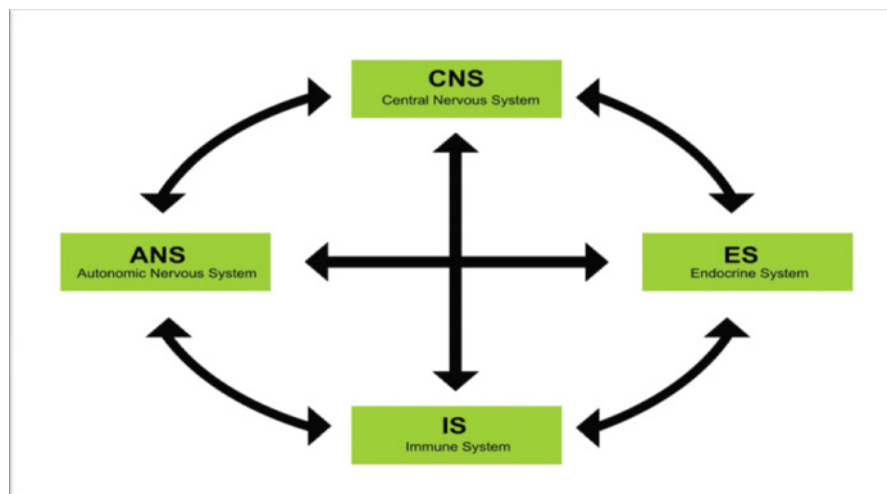 CNS
Central Nervous System
ANS
Autonomic Nervous System
ES
Endocrine System
IS
Immune System